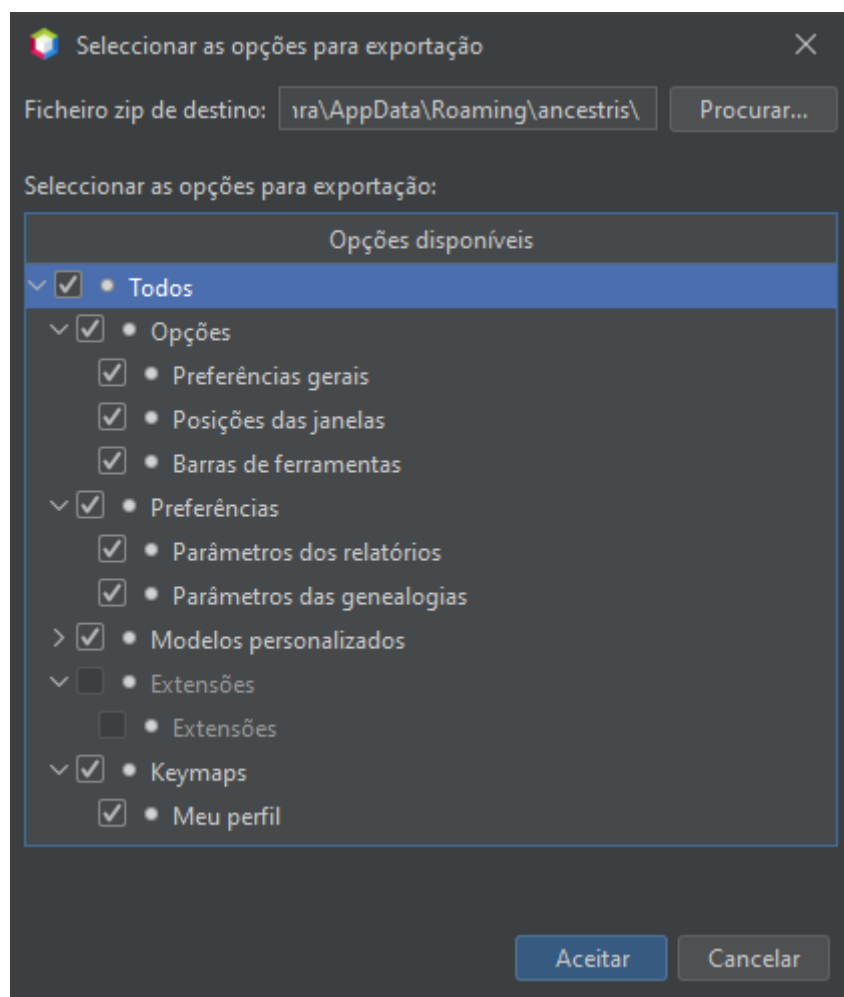 Seleccionar as opções para exportação
Ficheiro zip de destino: ıra\AppData\Roaming\ancestris\ Procurar...
Seleccionar as opções para exportação:
Opções disponíveis
Todos
Opções
Preferências gerais
Posições das janelas
Barras de ferramentas
Preferências
Parâmetros dos relatórios
Parâmetros das genealogias
Modelos personalizados
Extensões
Extensões
Keymaps
Meu perfil
Aceitar Cancelar